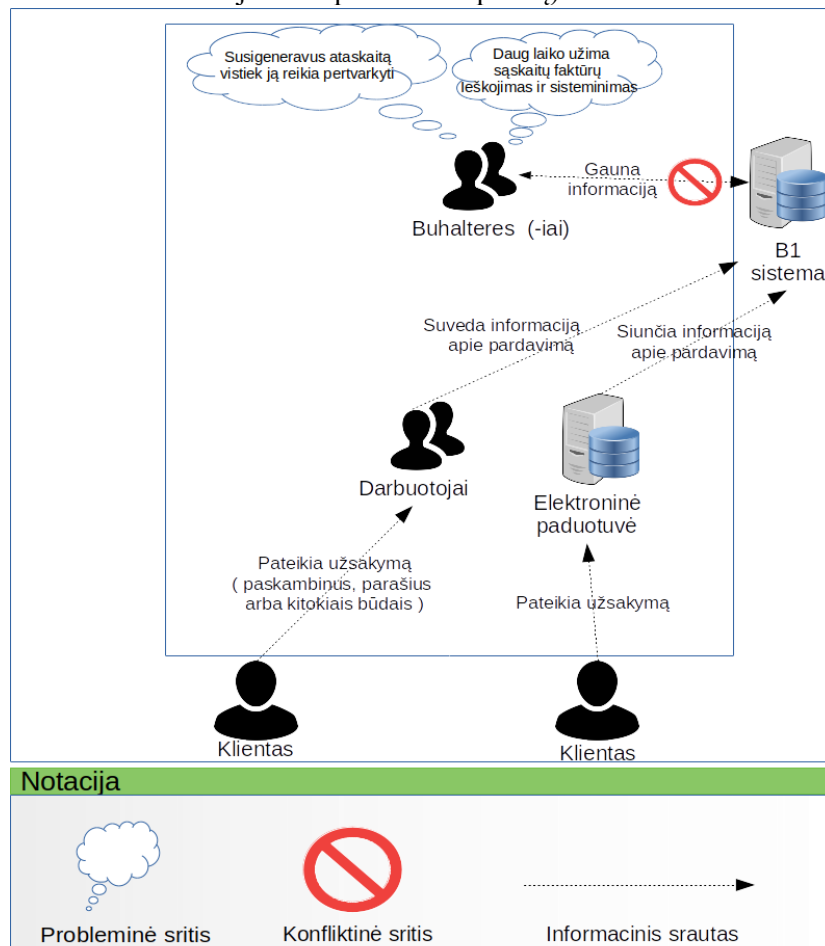 Susigeneravus ataskaitą
vistiek ją reikia pertvarkyti
Daug laiko užima
sąskaitų faktūrų
Ieškojimas ir sisteminimas
Gauna
informaciją
Buhalteres (-iai)
B1
sistema
Suveda informaciją
apie pardavimą
Siunčia informaciją
apie pardavimą
Darbuotojai
Elektroninė
paduotuvė
Pateikia užsakymą
( paskambinus, parašius
arba kitokiais būdais )
Pateikia užsakymą
Klientas
Klientas
Notacija
Probleminė sritis
Konfliktinė sritis
Informacinis srautas